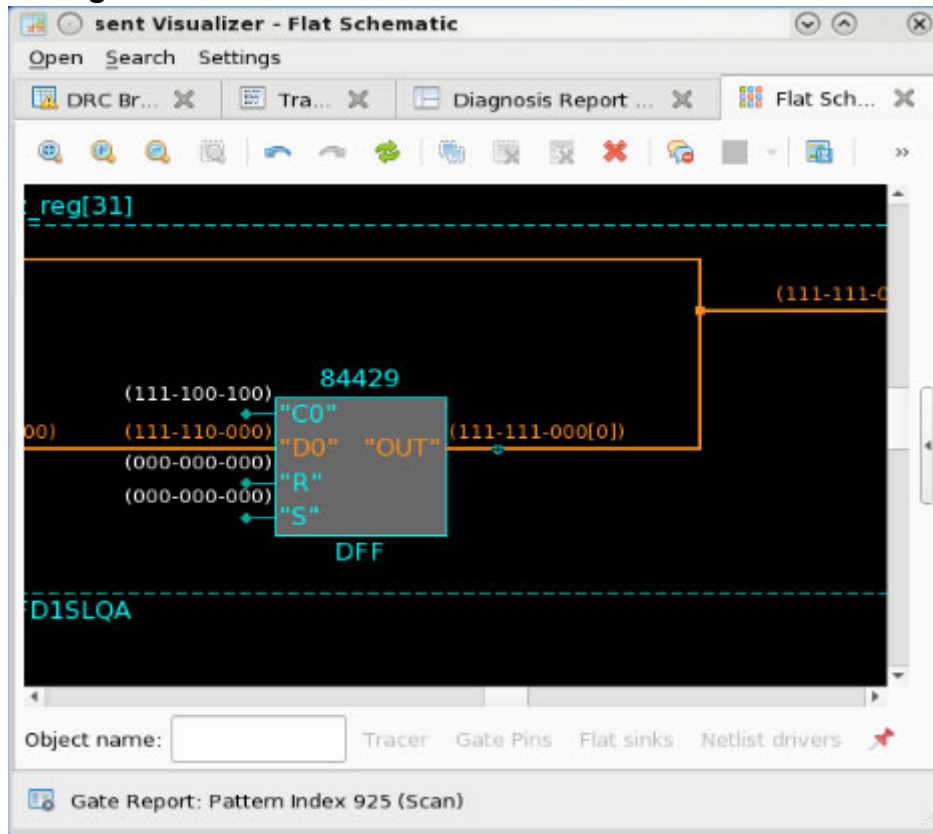 sent Visualizer - Flat Schematic
Open Search Settings
DRC Br... Tra... Diagnosis Report ... Flat Sch...
_reg[31]
(111-111-0
84429
(111-100-100)
"C0"
00) (111-110-000) "D0" "OUT" (111-111-000[0])
(000-000-000)
"R"
(000-000-000)
"S"
DFF
D1SLQA
Object name: Tracer Gate Pins Flat sinks Netlist drivers
Gate Report: Pattern Index 925 (Scan)